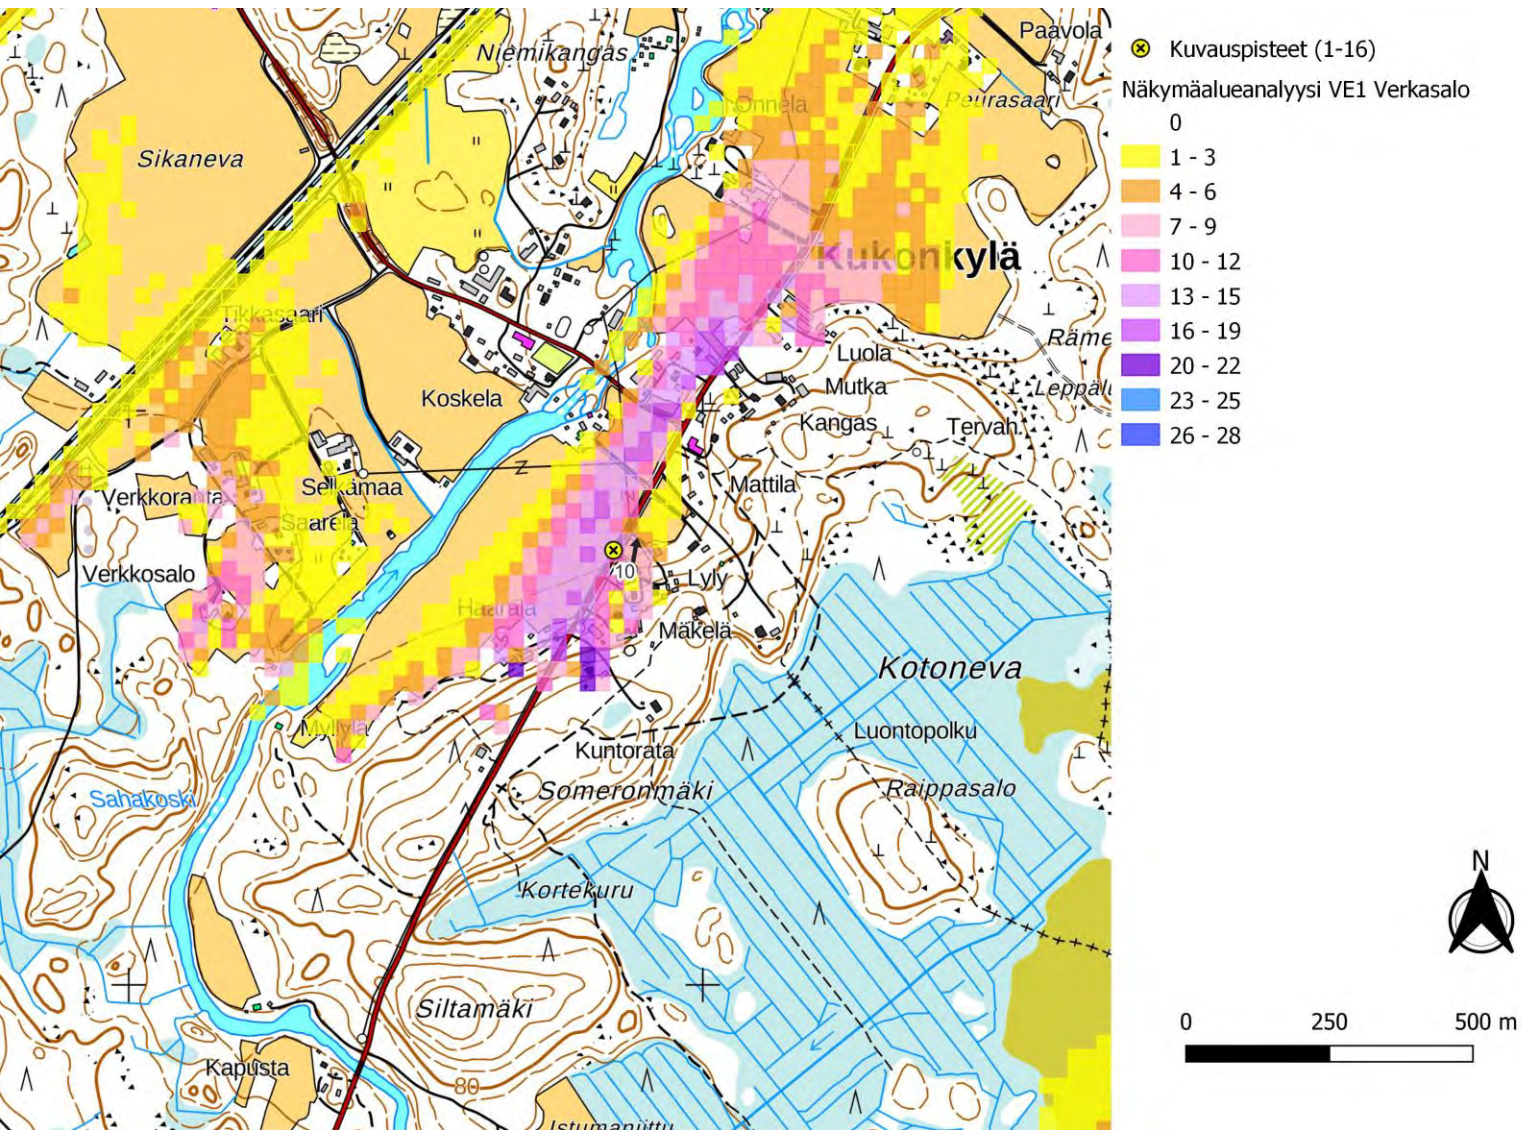 Paavola
Niemikangas
Kuvauspisteet (1-16)
Näkymäalueanalyysi VE1 Verkasalo
Peurasaari
Onnela
0
1 - 3
Sikaneva
4 - 6
7 - 9
Kukonkylä
10 - 12
13 - 15
Tikkasaari
16 - 19
Räme
Luola
20 - 22
Mutka
Koskela
23 - 25
Kangas
Tervah.
26 - 28
Z
Selkämaa
Mattila
Verkkoranta
Saarela
10
Verkkosalo
Lyly
Haarala
Mäkelä
Kotoneva
Myllylä
Luontopolku
Kuntorata
Sahakoski
Someronmäki
Raippasalo
N
Kortekuru
Siltamäki
0 250 500 m
Kapusta
80
Istumaniittu